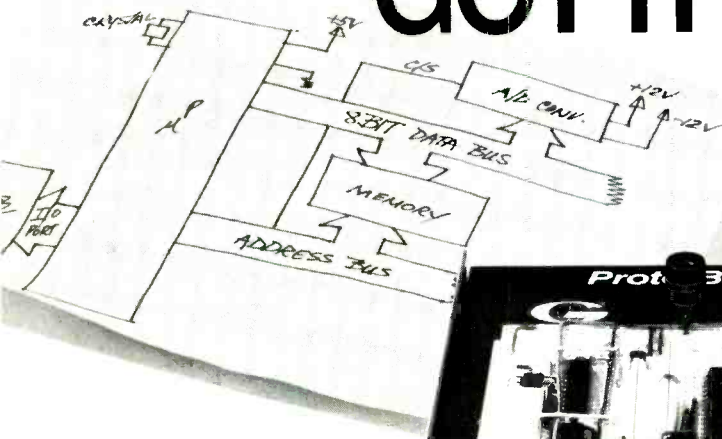 CRYSTAL
+5V
µP
C/S
A/D CONV.
+12V
-12V
8-BIT DATA BUS
MEMORY
I/O
PORT
ADDRESS BUS
Proto B